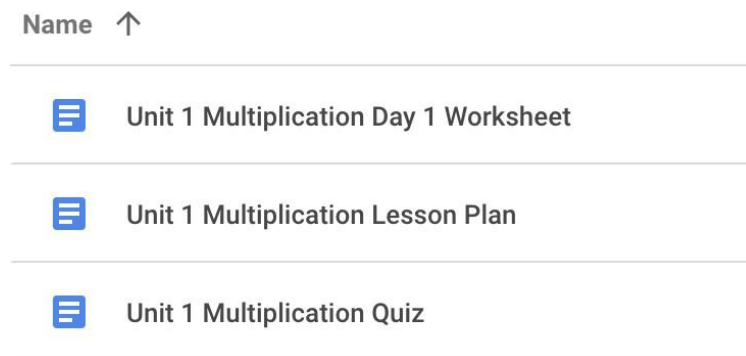 Name ↑
Unit 1 Multiplication Day 1 Worksheet
Unit 1 Multiplication Lesson Plan
Unit 1 Multiplication Quiz